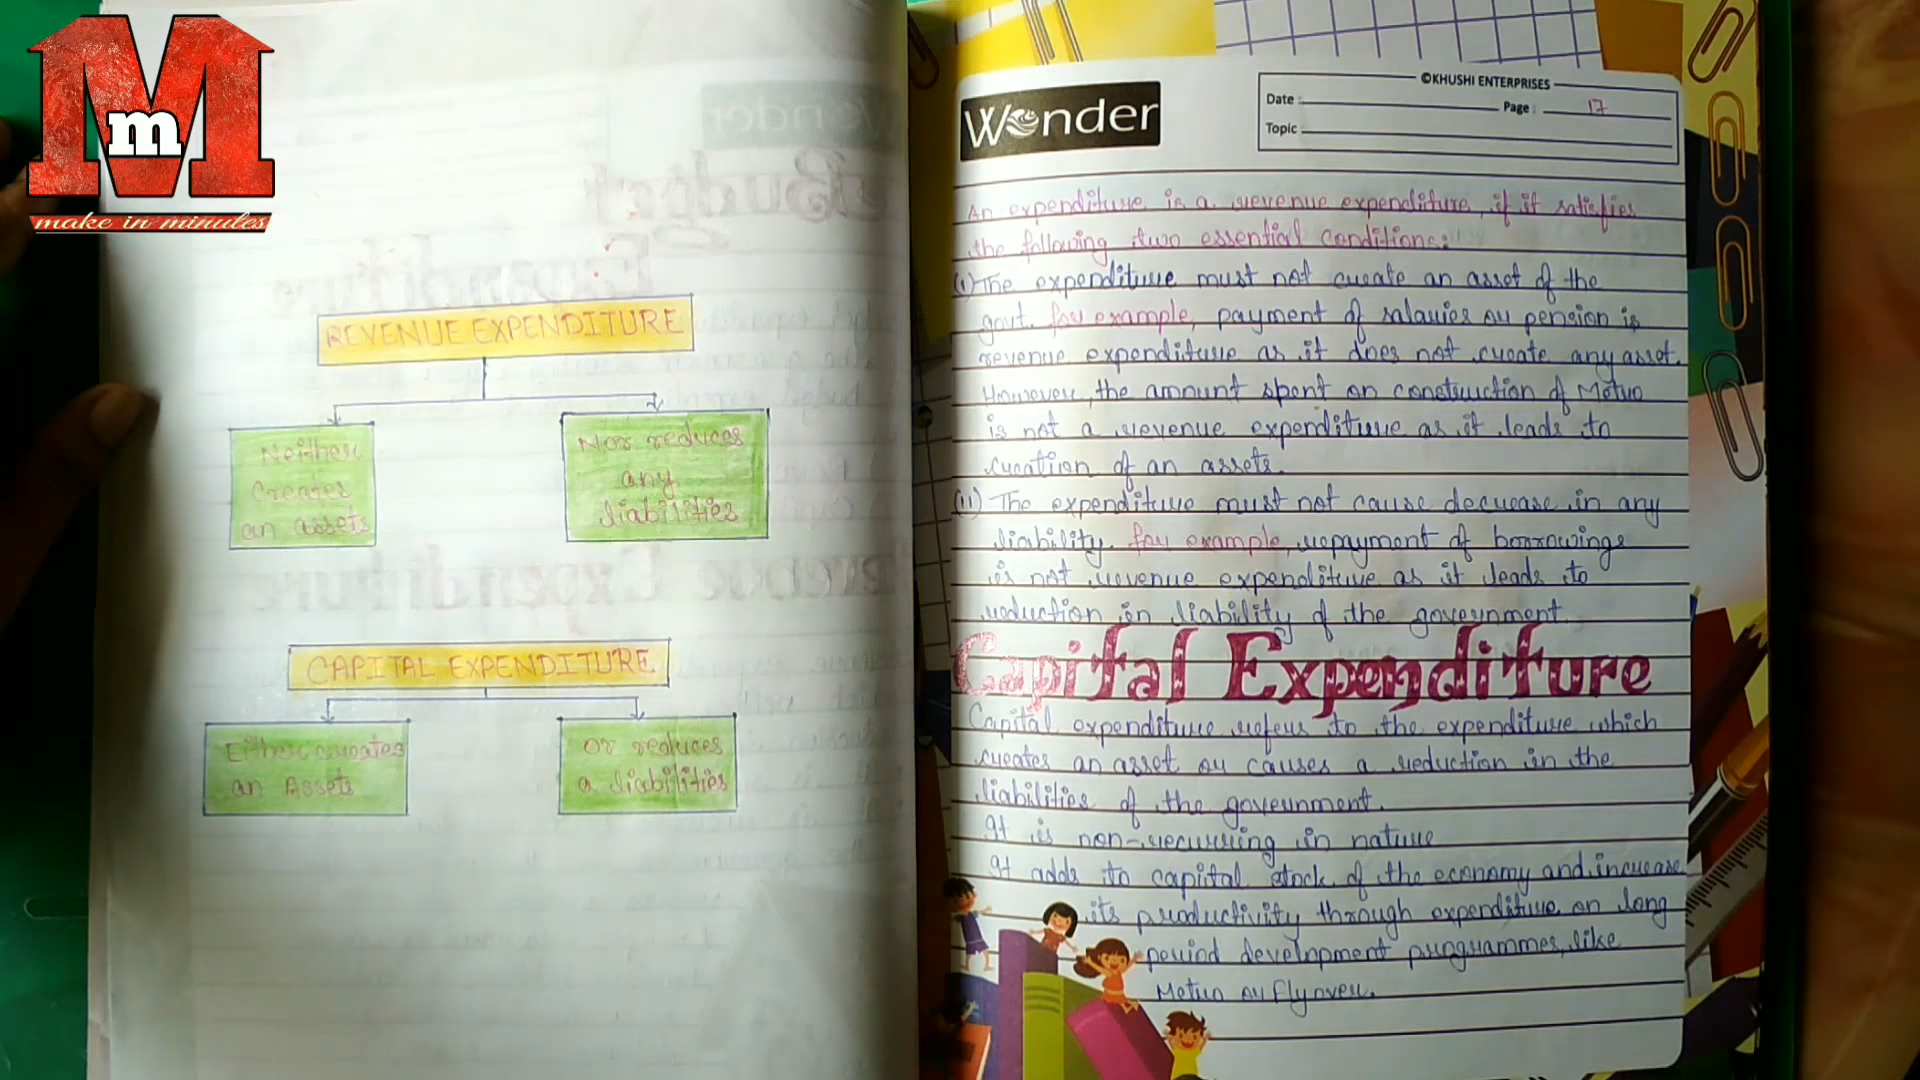 Mm
make in minutes
REVENUE EXPENDITURE
Neither
Creates
an assets
Nor reduces
any
liabilities
CAPITAL EXPENDITURE
Either creates
an Assets
or reduces
a liabilities
Wonder
©KHUSHI ENTERPRISES
Date :
Page : 17
Topic :
An expenditure is a revenue expenditure, if it satisfies
the following two essential conditions:
(i) The expenditure must not create an asset of the
govt. for example, payment of salaries or pension is
revenue expenditure as it does not create any asset.
However, the amount spent on construction of Metro
is not a revenue expenditure as it leads to
creation of an assets.
(ii) The expenditure must not cause decrease in any
liability. for example, repayment of borrowings
is not revenue expenditure as it leads to
reduction in liability of the government.
Capital Expenditure
Capital expenditure refers to the expenditure which
creates an asset or causes a reduction in the
liabilities of the government.
It is non-recurring in nature
It adds to capital stock of the economy and increase
its productivity through expenditure on long
period development programmes, like
Metro or Flyover.